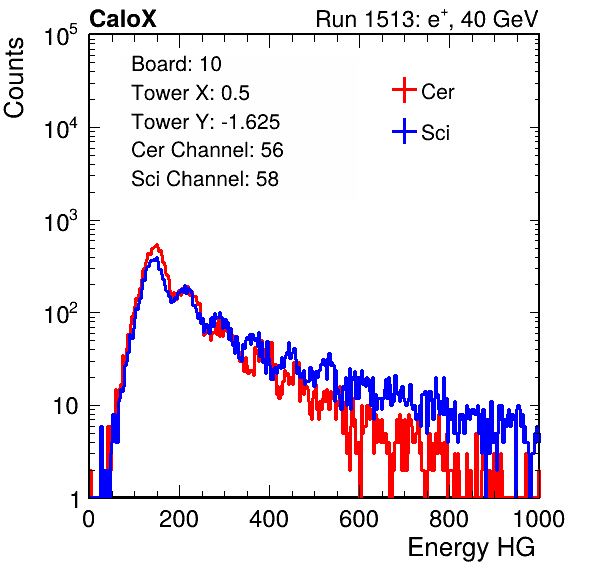 CaloX Run 1513: e⁺, 40 GeV
Counts
10⁵
10⁴
10³
10²
10
1
Board: 10
Tower X: 0.5
Tower Y: -1.625
Cer Channel: 56
Sci Channel: 58
Cer
Sci
0 200 400 600 800 1000
Energy HG